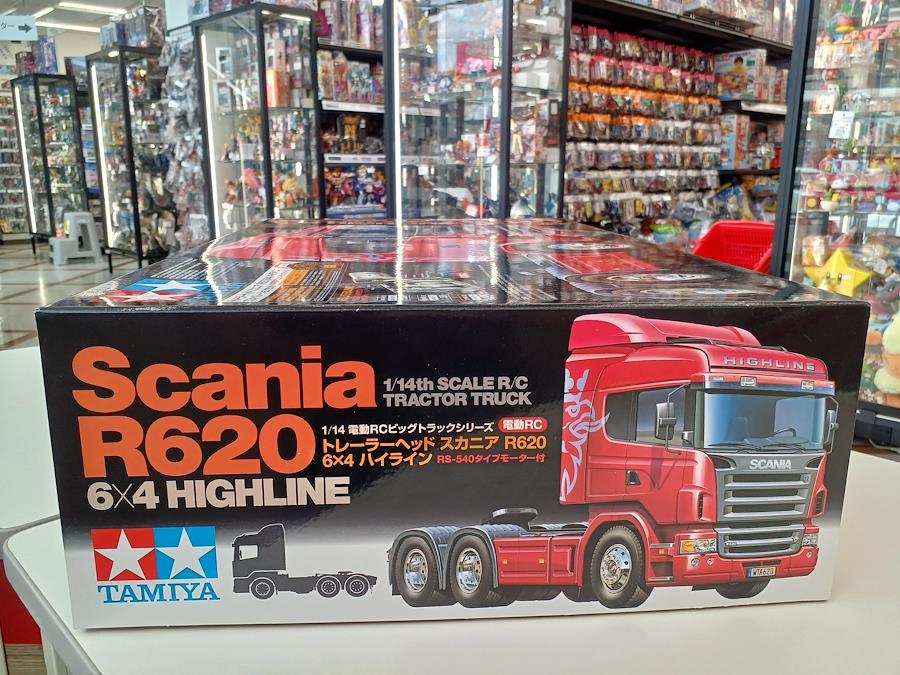 Scania
R620
1/14th SCALE R/C
TRACTOR TRUCK
1/14 電動RCビッグトラックシリーズ 電動RC
トレーラーヘッド スカニア R620
6×4 ハイライン RS-540タイプモーター付
6×4 HIGHLINE
TAMIYA
HIGHLINE
SCANIA